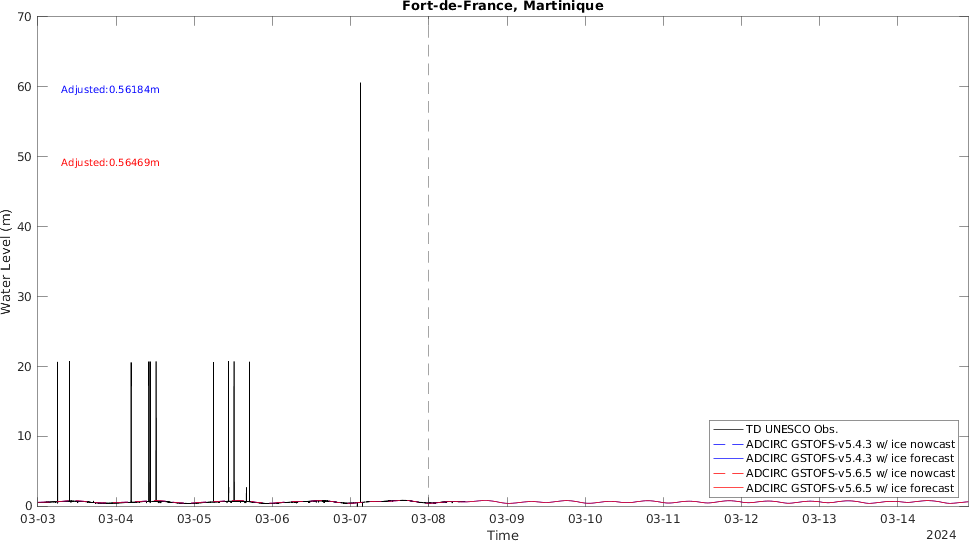 Fort-de-France, Martinique
70
60
50
40
30
20
10
0
Water Level (m)
Adjusted:0.56184m
Adjusted:0.56469m
TD UNESCO Obs.
ADCIRC GSTOFS-v5.4.3 w/ ice nowcast
ADCIRC GSTOFS-v5.4.3 w/ ice forecast
ADCIRC GSTOFS-v5.6.5 w/ ice nowcast
ADCIRC GSTOFS-v5.6.5 w/ ice forecast
03-03 03-04 03-05 03-06 03-07 03-08 03-09 03-10 03-11 03-12 03-13 03-14
Time
2024